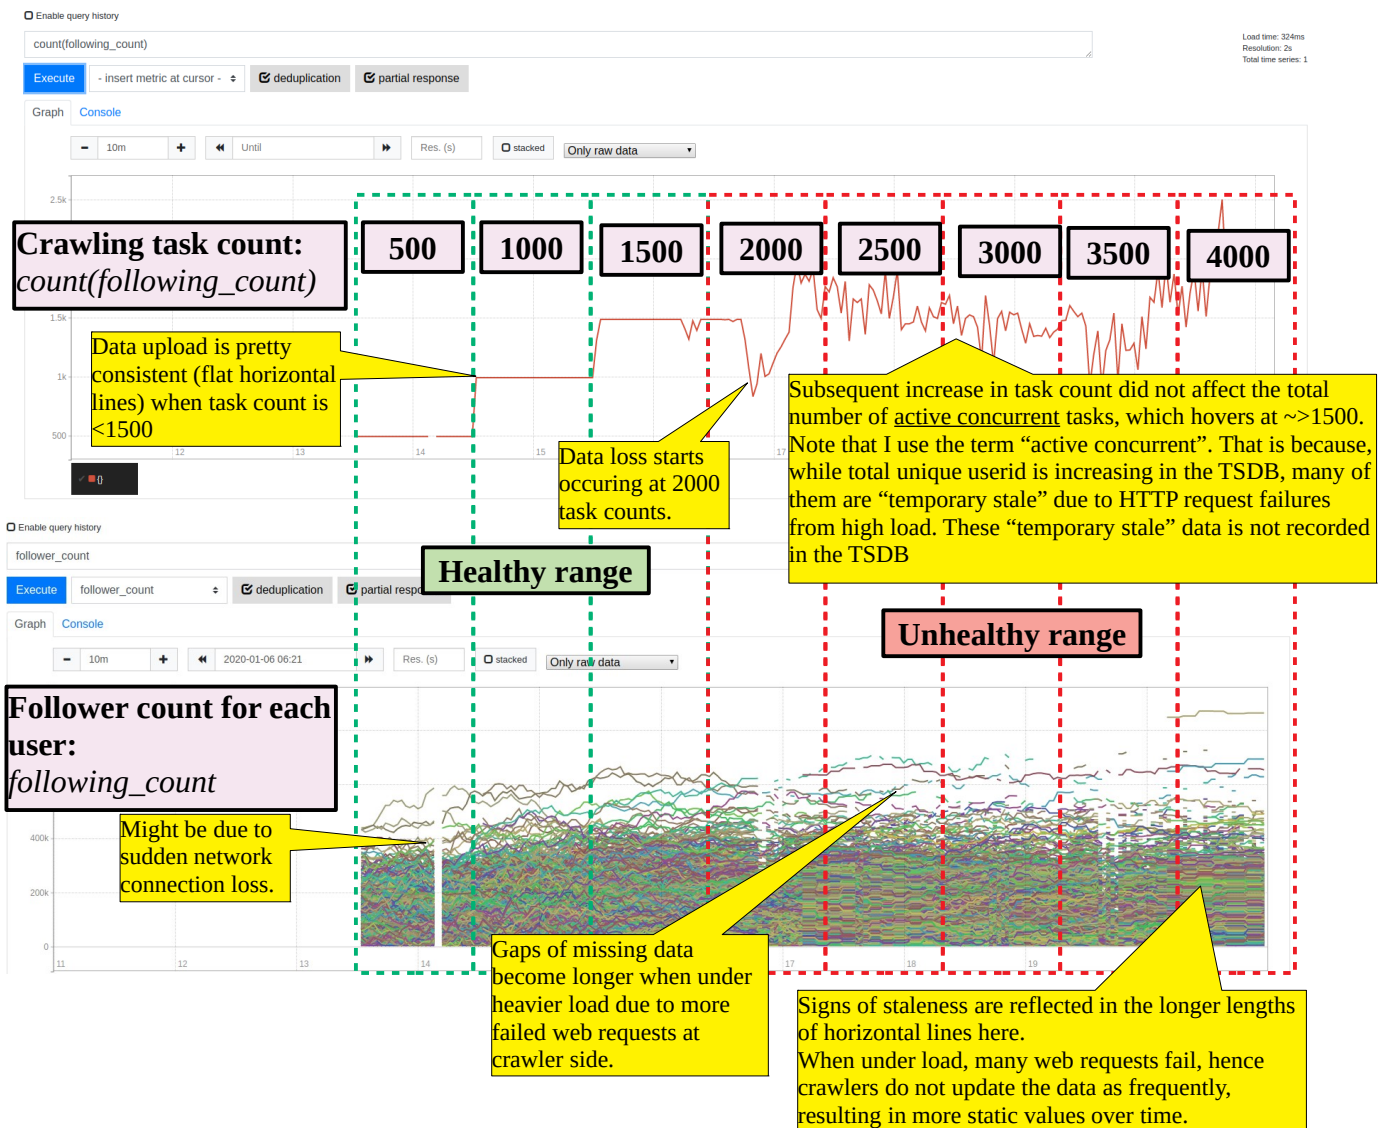 Enable query history
count(following_count)
Load time: 324ms
Resolution: 2s
Total time series: 1
Execute
- insert metric at cursor -
deduplication
partial response
Graph
Console
10m
Until
Res. (s)
stacked
Only raw data
2.5k
Crawling task count:
count(following_count)
500
1000
1500
2000
2500
3000
3500
4000
1.5k
1k
500
Data upload is pretty
consistent (flat horizontal
lines) when task count is
<1500
12
13
14
15
17
{}
Data loss starts
occuring at 2000
task counts.
Subsequent increase in task count did not affect the total
number of active concurrent tasks, which hovers at ~>1500.
Note that I use the term “active concurrent”. That is because,
while total unique userid is increasing in the TSDB, many of
them are “temporary stale” due to HTTP request failures
from high load. These “temporary stale” data is not recorded
in the TSDB
Enable query history
follower_count
Healthy range
Execute
follower_count
deduplication
partial respo
Unhealthy range
Graph
Console
10m
2020-01-06 06:21
Res. (s)
stacked
Only raw data
Follower count for each
user:
following_count
Might be due to
sudden network
connection loss.
400k
200k
0
11
12
13
14
17
18
19
Gaps of missing data
become longer when under
heavier load due to more
failed web requests at
crawler side.
Signs of staleness are reflected in the longer lengths
of horizontal lines here.
When under load, many web requests fail, hence
crawlers do not update the data as frequently,
resulting in more static values over time.